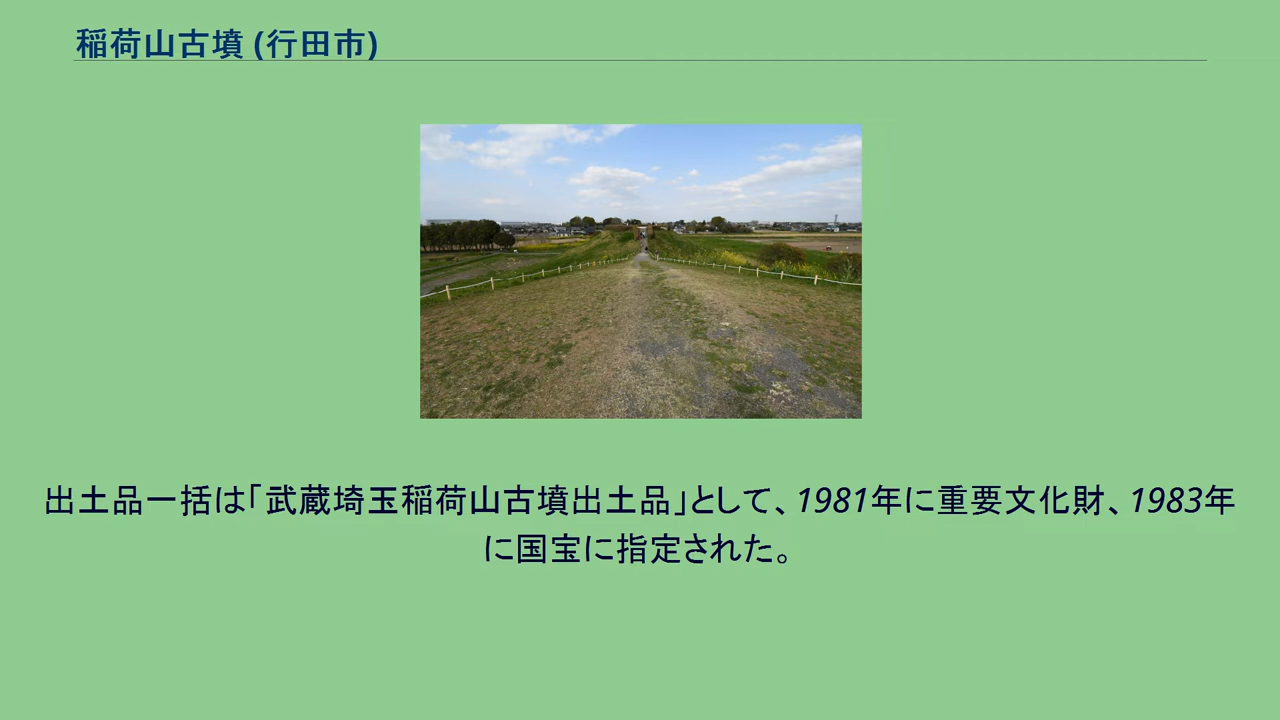 稲荷山古墳 (行田市)
出土品一括は「武蔵埼玉稲荷山古墳出土品」として、1981年に重要文化財、1983年
に国宝に指定された。